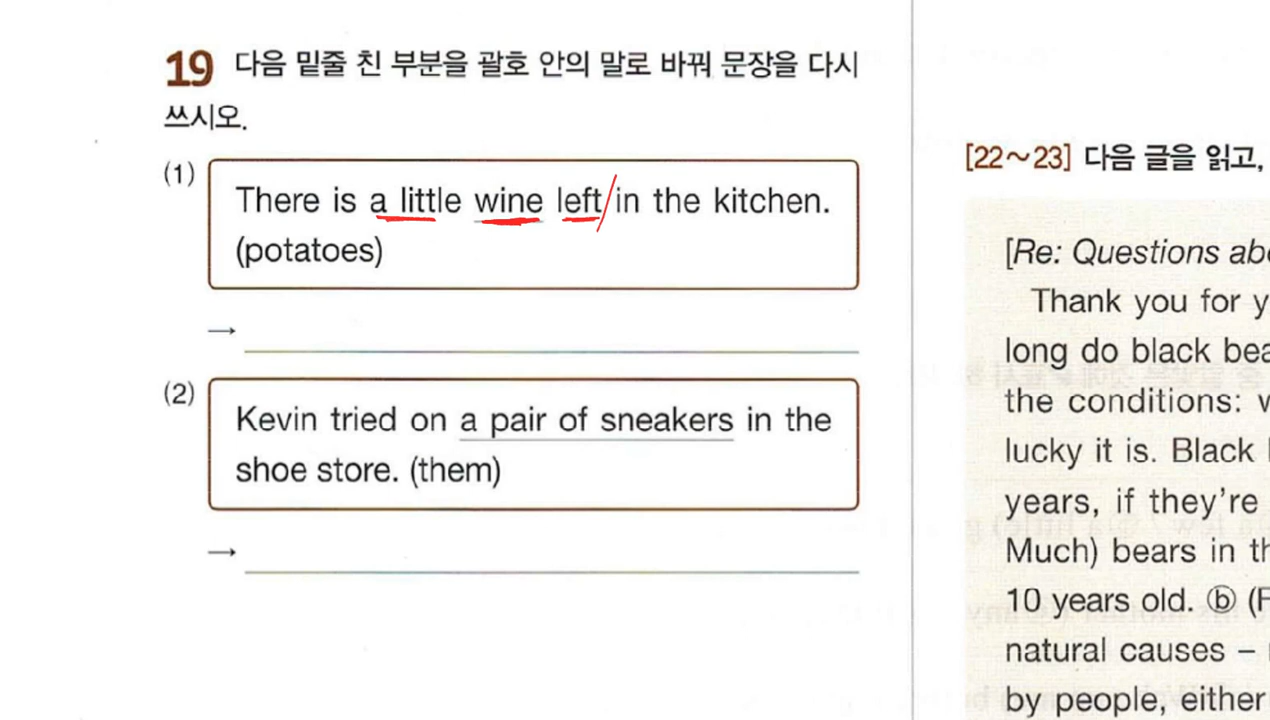 19 다음 밑줄 친 부분을 괄호 안의 말로 바꿔 문장을 다시
쓰시오.
(1)
There is a little wine left in the kitchen.
(potatoes)
→
(2)
Kevin tried on a pair of sneakers in the
shoe store. (them)
→
[22~23] 다음 글을 읽고,
[Re: Questions
Thank you for
long do black
the conditions:
lucky it is. Black
years, if they're
Much) bears in
10 years old. ⓑ
natural causes –
by people, either